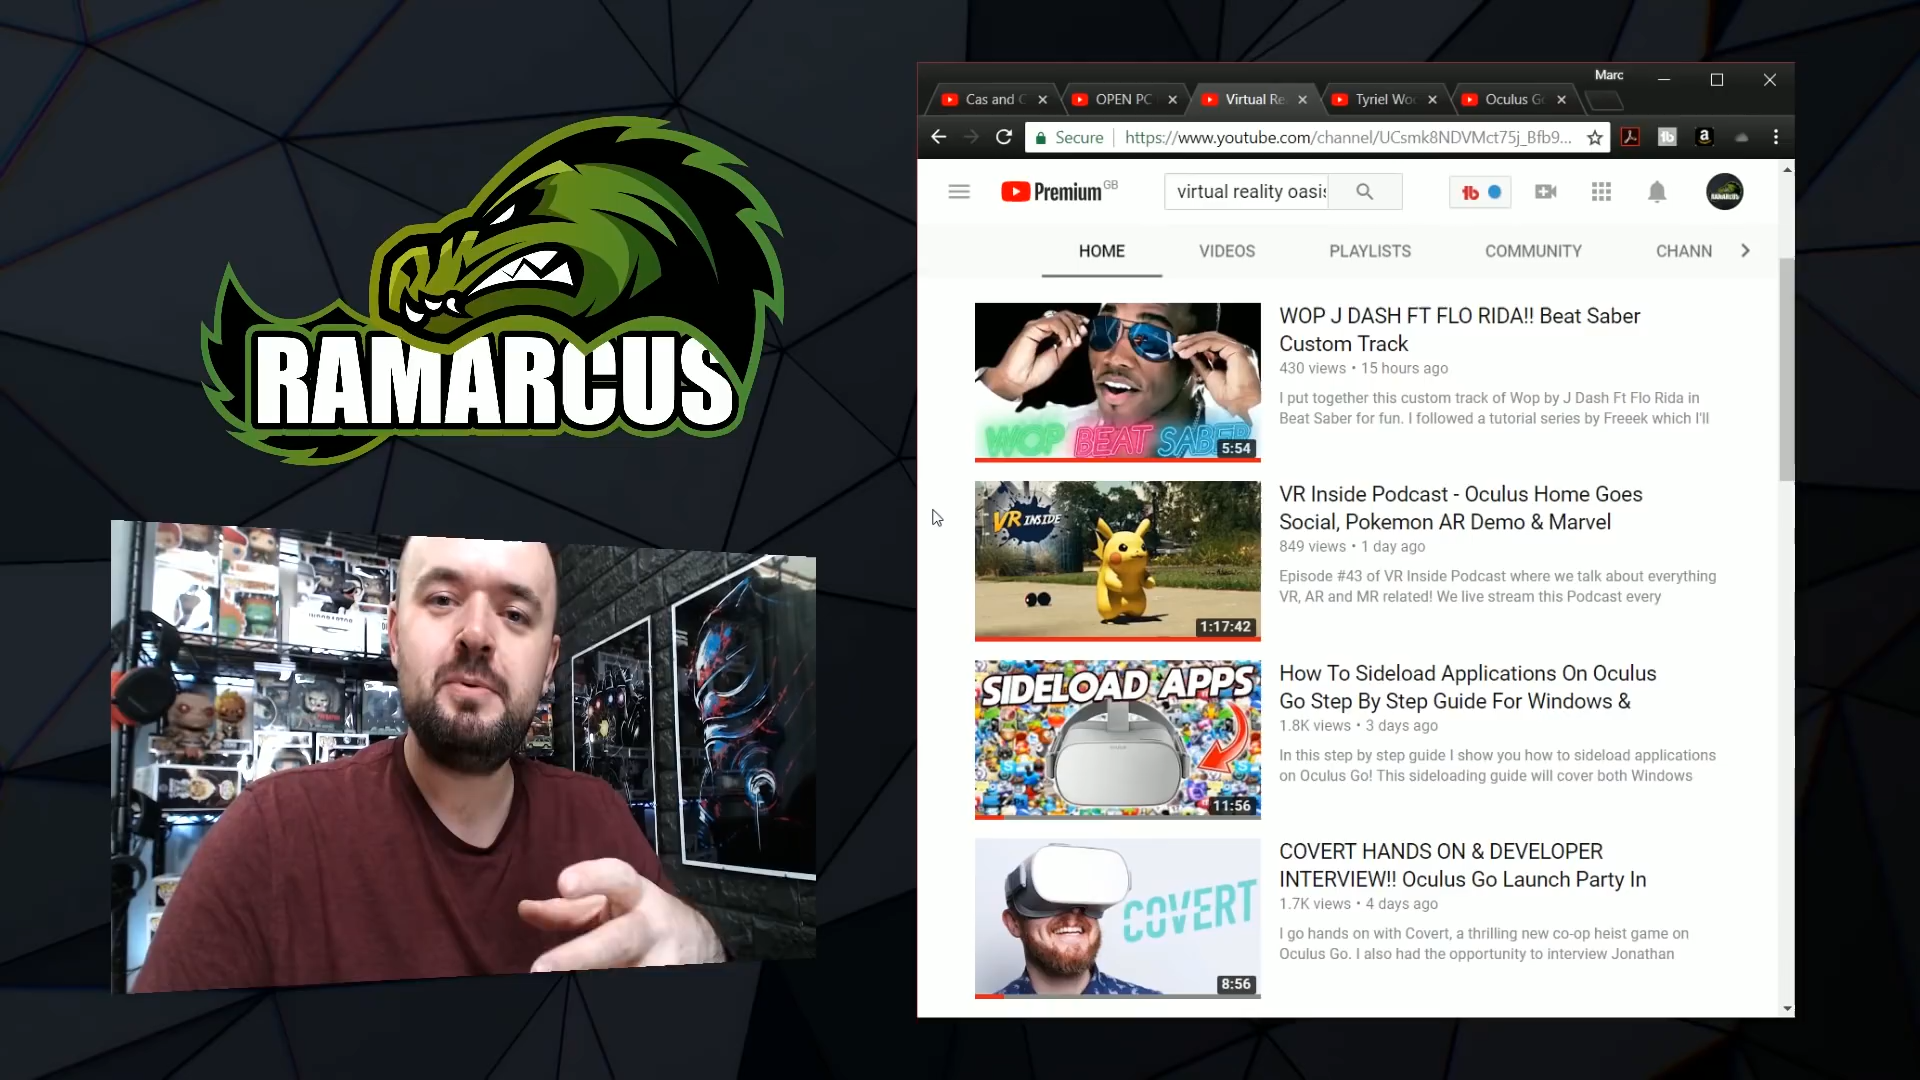 RAMARCUS
Marc
Cas and C
OPEN PC
Virtual Re
Tyriel Woo
Oculus Go
Secure
https://www.youtube.com/channel/UCsmk8NDVMct75j_Bfb9...
Premium GB
virtual reality oasis
HOME VIDEOS PLAYLISTS COMMUNITY CHANN
WOP BEAT SABER
5:54
WOP J DASH FT FLO RIDA!! Beat Saber
Custom Track
430 views • 15 hours ago
I put together this custom track of Wop by J Dash Ft Flo Rida in
Beat Saber for fun. I followed a tutorial series by Freeek which I'll
VR INSIDE
1:17:42
VR Inside Podcast - Oculus Home Goes
Social, Pokemon AR Demo & Marvel
849 views • 1 day ago
Episode #43 of VR Inside Podcast where we talk about everything
VR, AR and MR related! We live stream this Podcast every
SIDELOAD APPS
11:56
How To Sideload Applications On Oculus
Go Step By Step Guide For Windows &
1.8K views • 3 days ago
In this step by step guide I show you how to sideload applications
on Oculus Go! This sideloading guide will cover both Windows
COVERT
8:56
COVERT HANDS ON & DEVELOPER
INTERVIEW!! Oculus Go Launch Party In
1.7K views • 4 days ago
I go hands on with Covert, a thrilling new co-op heist game on
Oculus Go. I also had the opportunity to interview Jonathan